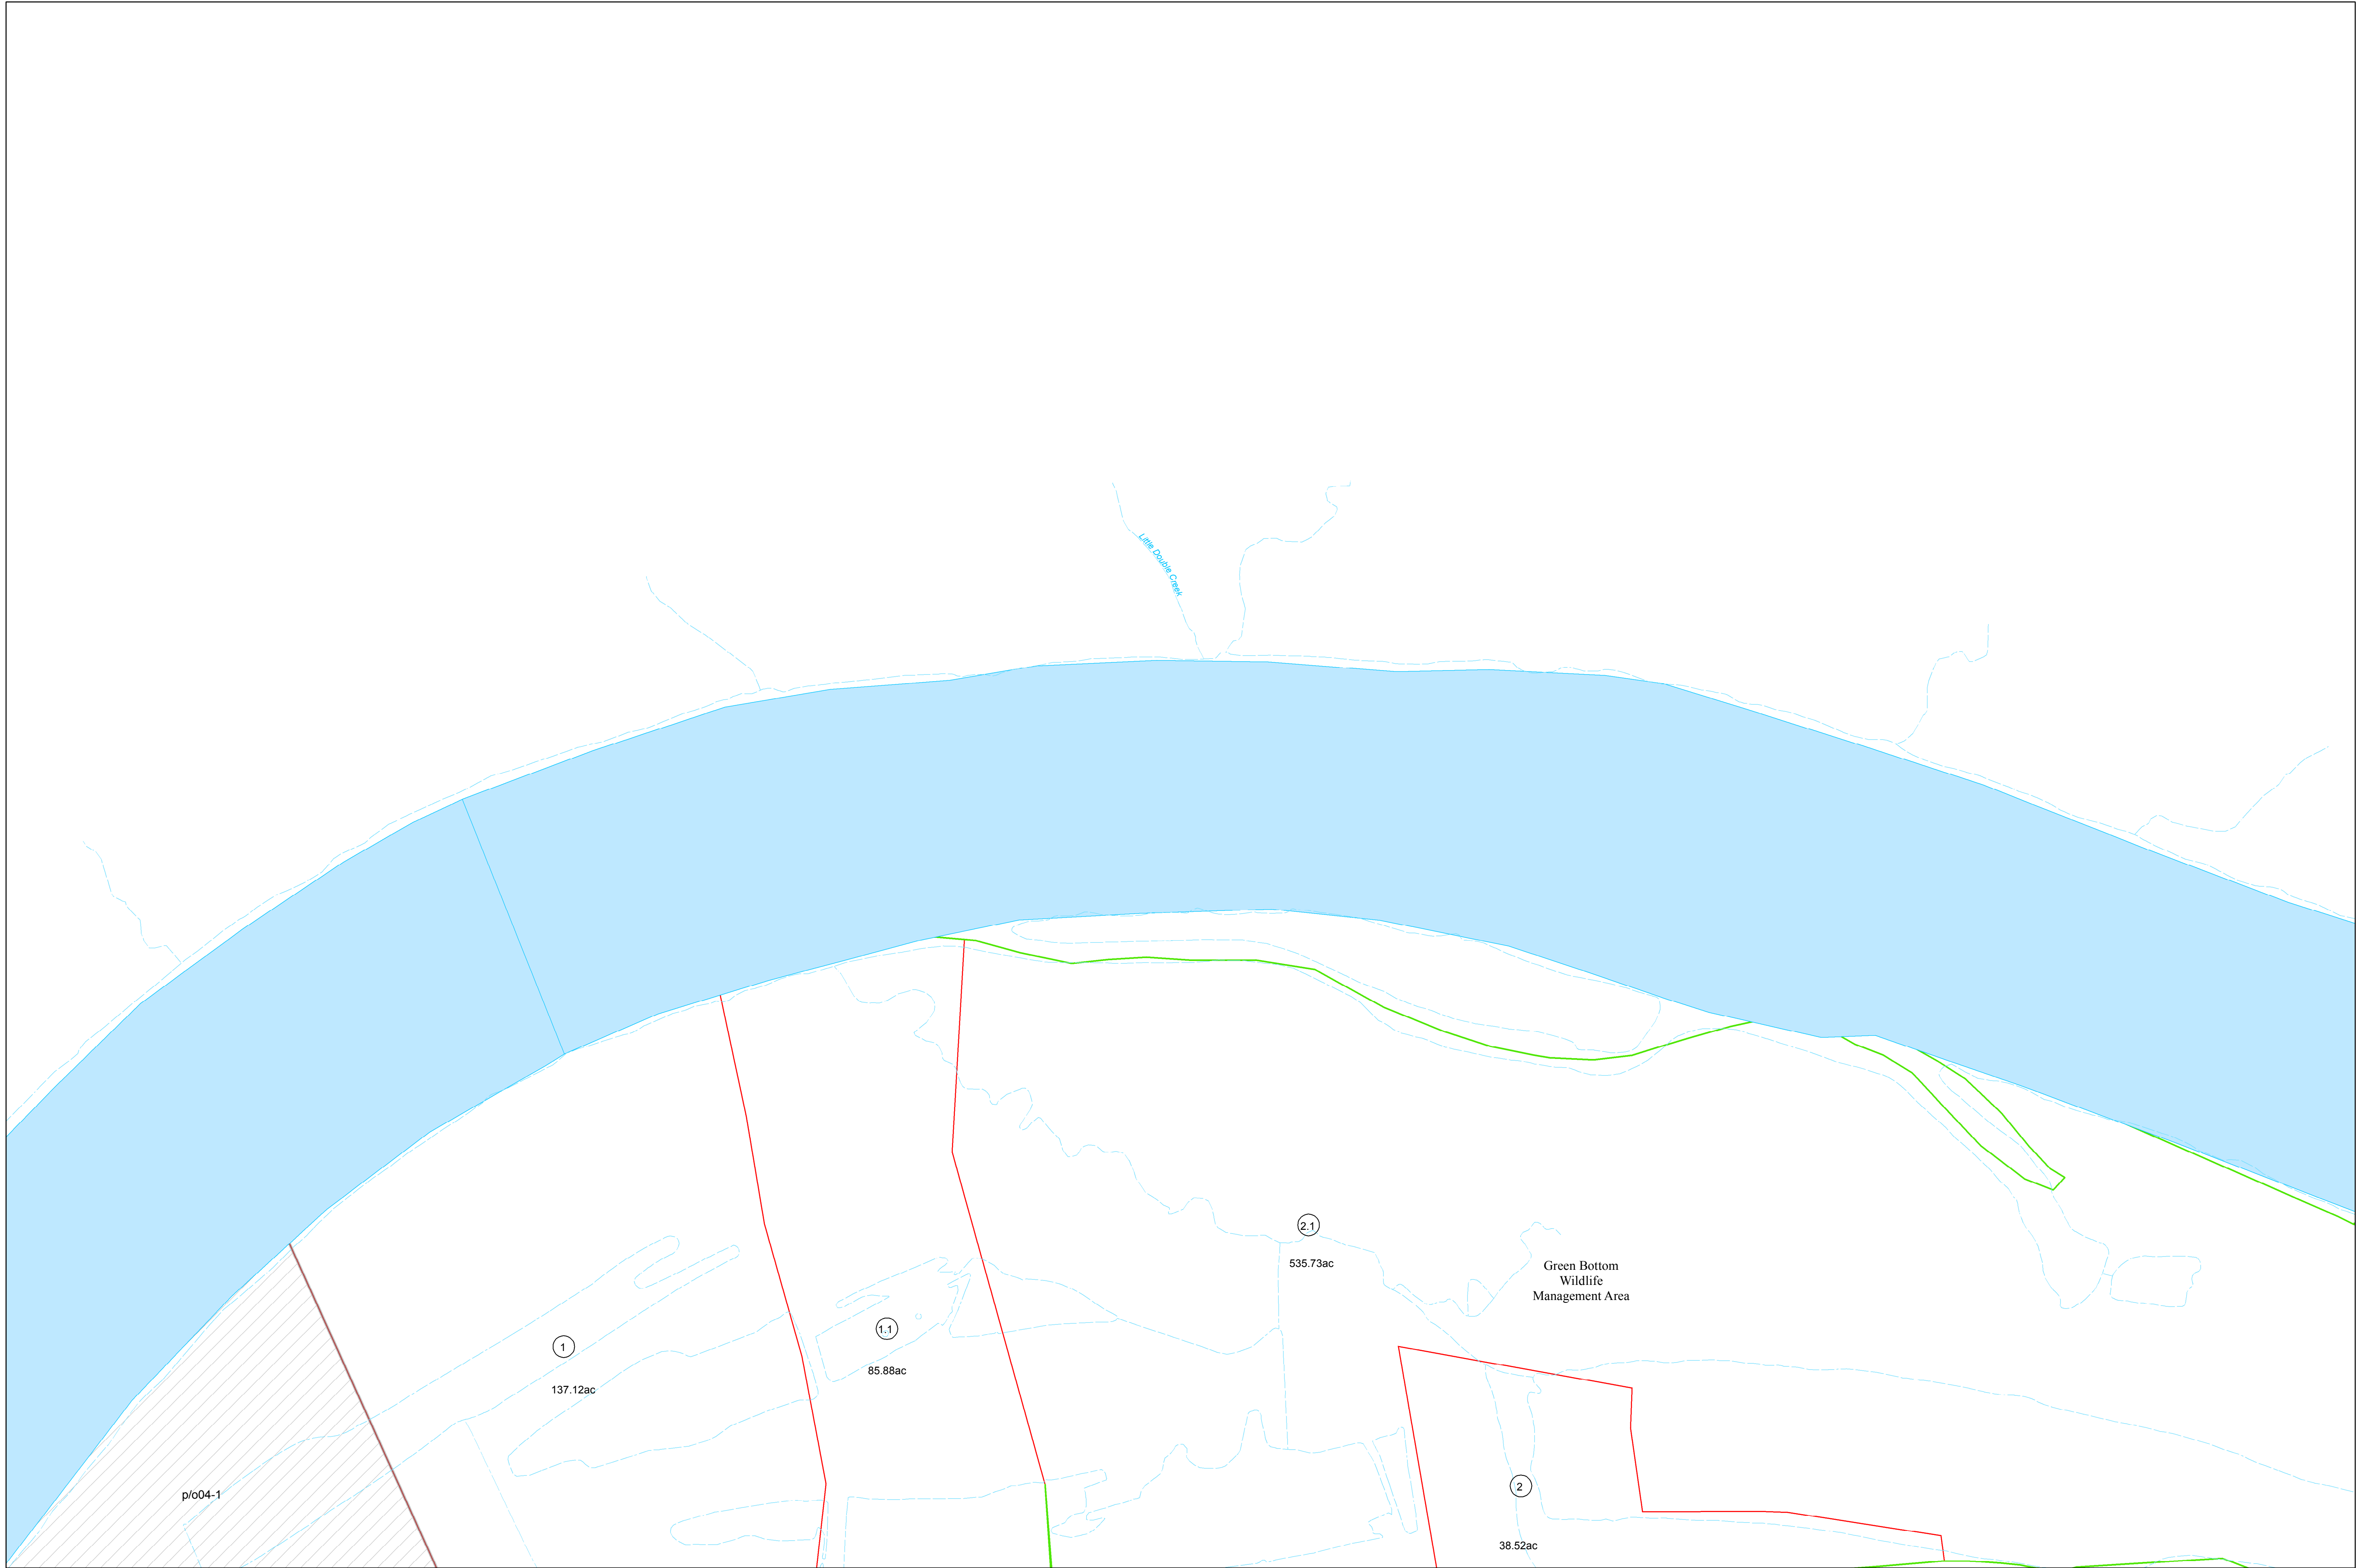 Little Double Creek
2.1
535.73ac
Green Bottom
Wildlife
Management Area
1.1
85.88ac
1
137.12ac
2
38.52ac
p/o04-1